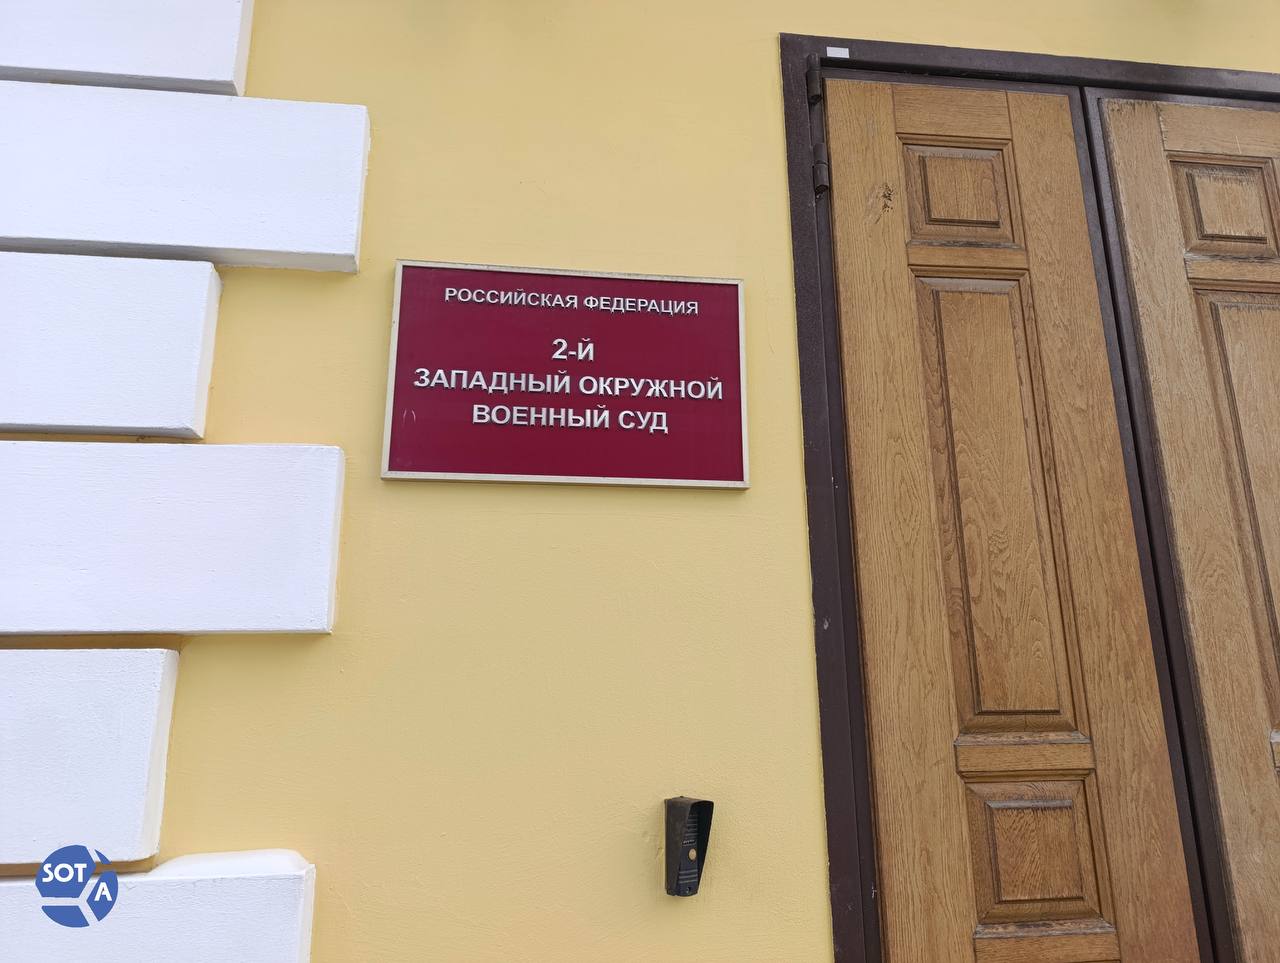 РОССИЙСКАЯ ФЕДЕРАЦИЯ
2-Й
ЗАПАДНЫЙ ОКРУЖНОЙ
ВОЕННЫЙ СУД
SOTA